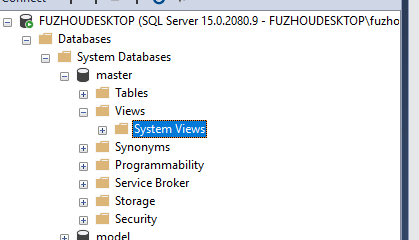 FUZHOUDESKTOP (SQL Server 15.0.2080.9 - FUZHOUDESKTOP\fuzho
Databases
System Databases
master
Tables
Views
System Views
Synonyms
Programmability
Service Broker
Storage
Security
model